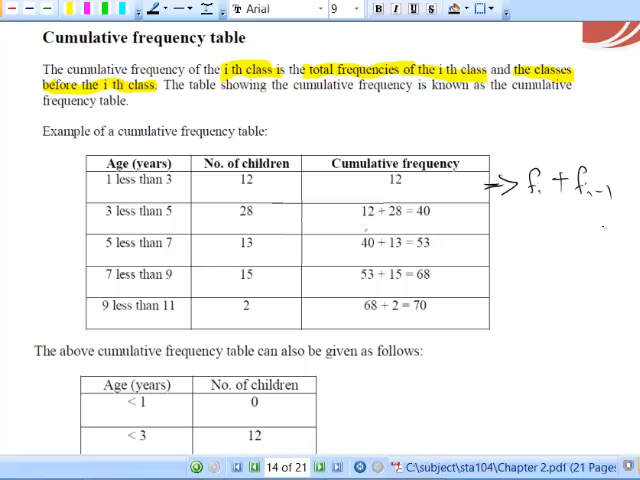 Arial
9
B I U S
Cumulative frequency table
The cumulative frequency of the i th class is the total frequencies of the i th class and the classes
before the i th class. The table showing the cumulative frequency is known as the cumulative
frequency table.
Example of a cumulative frequency table:
Age (years) No. of children Cumulative frequency
1 less than 3 12 12
=> fi + fi-1
3 less than 5 28 12 + 28 = 40
5 less than 7 13 40 + 13 = 53
7 less than 9 15 53 + 15 = 68
9 less than 11 2 68 + 2 = 70
The above cumulative frequency table can also be given as follows:
Age (years) No. of children
< 1 0
< 3 12
14 of 21 C:\subject\sta104\Chapter 2.pdf (21 Pages